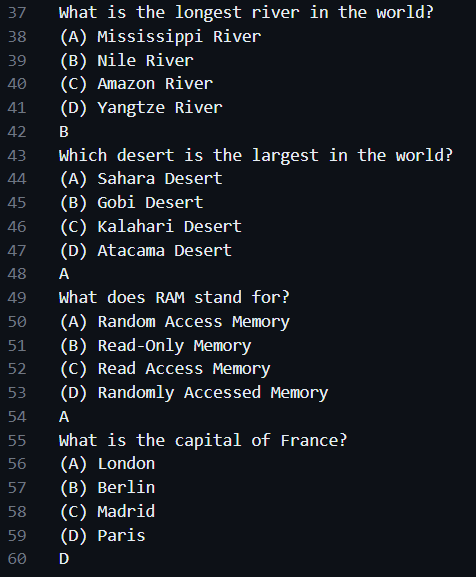 37 What is the longest river in the world?
38 (A) Mississippi River
39 (B) Nile River
40 (C) Amazon River
41 (D) Yangtze River
42 B
43 Which desert is the largest in the world?
44 (A) Sahara Desert
45 (B) Gobi Desert
46 (C) Kalahari Desert
47 (D) Atacama Desert
48 A
49 What does RAM stand for?
50 (A) Random Access Memory
51 (B) Read-Only Memory
52 (C) Read Access Memory
53 (D) Randomly Accessed Memory
54 A
55 What is the capital of France?
56 (A) London
57 (B) Berlin
58 (C) Madrid
59 (D) Paris
60 D